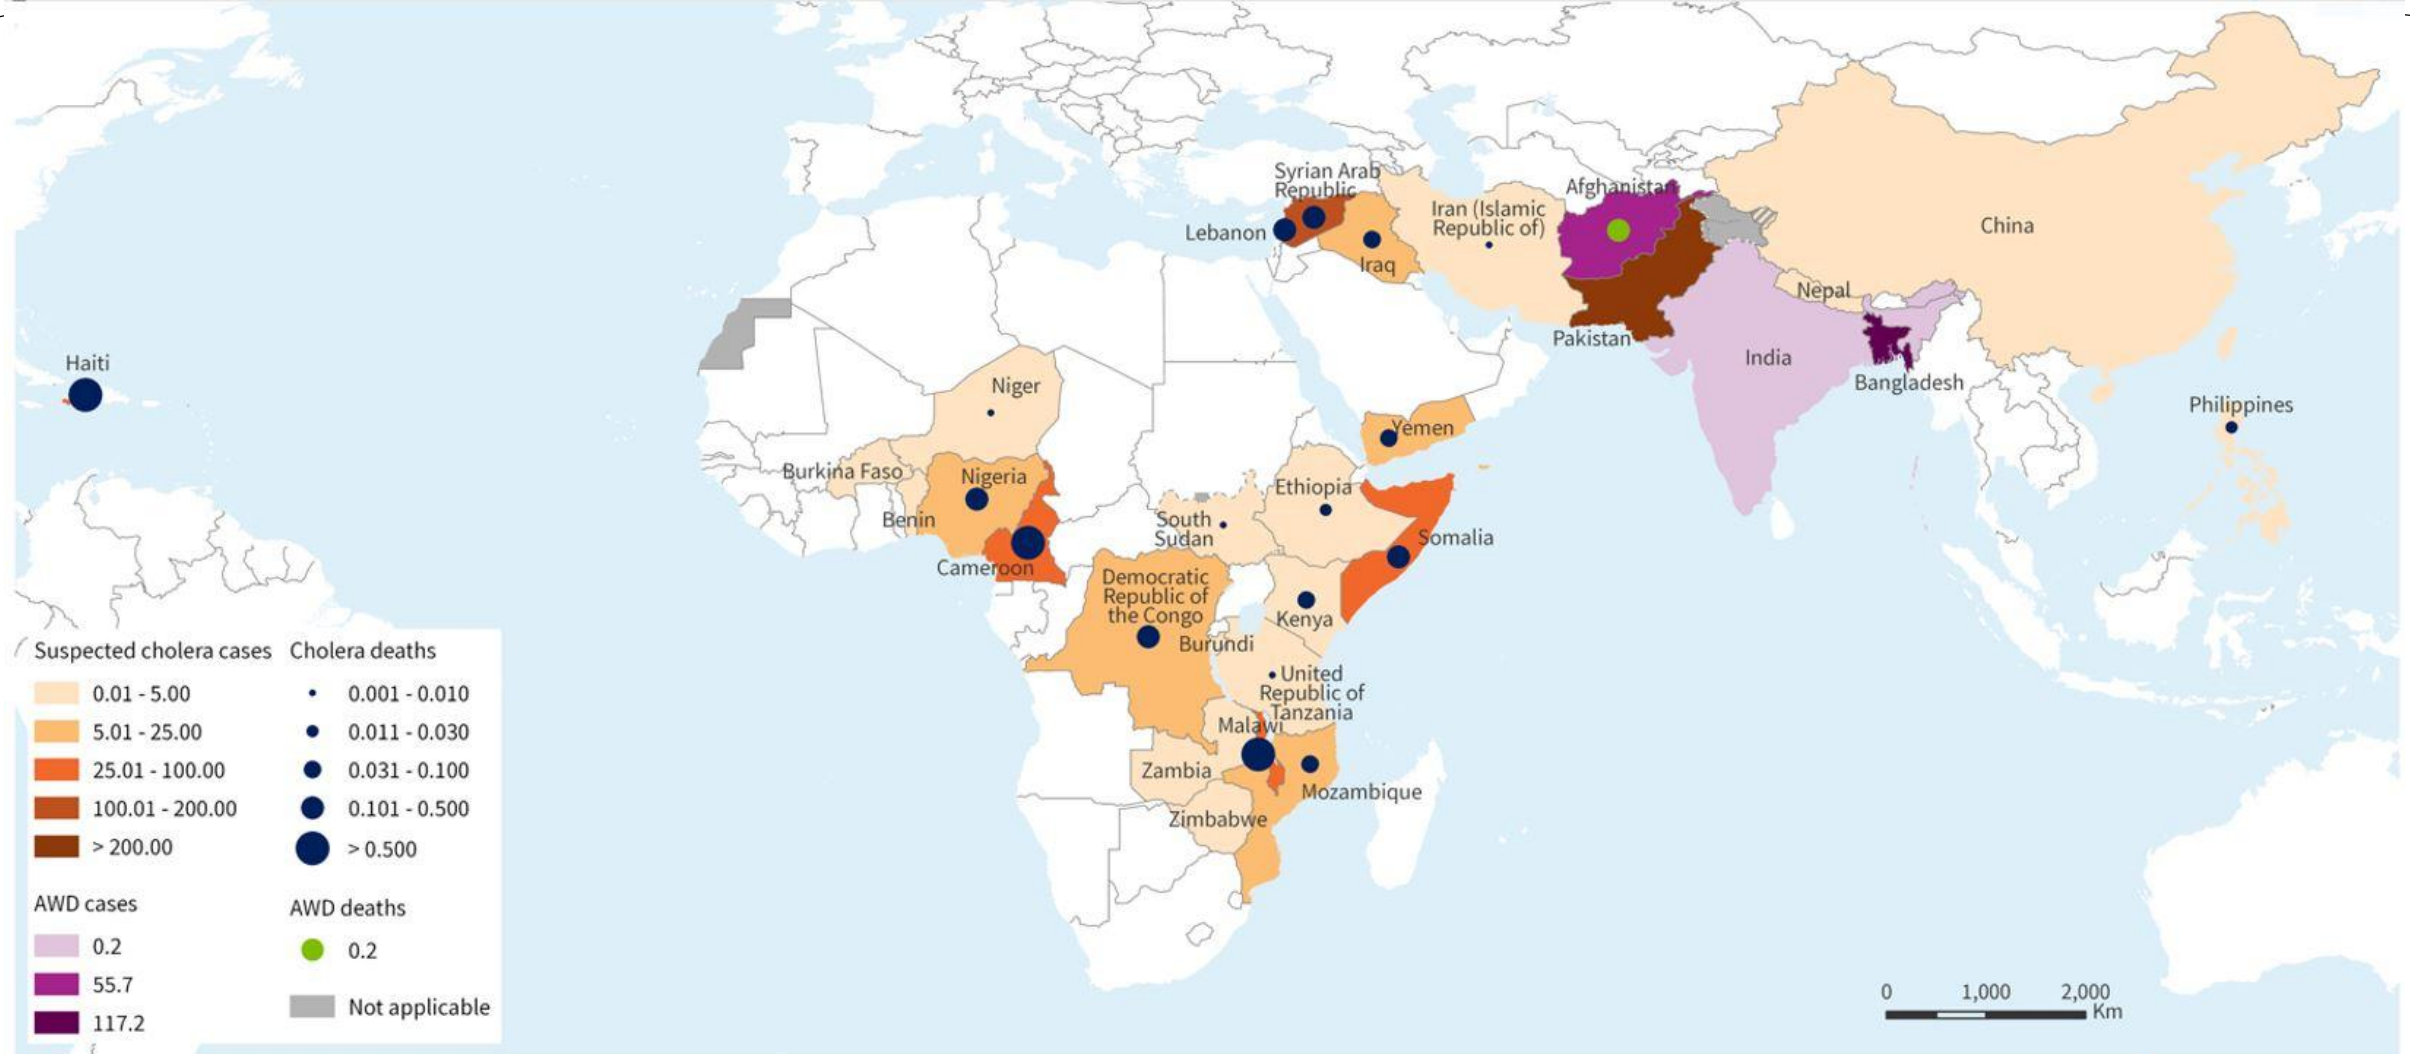 Syrian Arab
Republic
Afghanistan
Iran (Islamic
Republic of)
Lebanon
China
Iraq
Nepal
Pakistan
India
Haiti
Bangladesh
Niger
Philippines
Yemen
Burkina Faso
Nigeria
Ethiopia
Benin
South
Sudan
Somalia
Cameroon
Democratic
Republic of
the Congo
Kenya
Burundi
United
Republic of
Tanzania
Malawi
Zambia
Mozambique
Zimbabwe
Suspected cholera cases
0.01 - 5.00
5.01 - 25.00
25.01 - 100.00
100.01 - 200.00
> 200.00
Cholera deaths
0.001 - 0.010
0.011 - 0.030
0.031 - 0.100
0.101 - 0.500
> 0.500
AWD cases
0.2
55.7
117.2
AWD deaths
0.2
Not applicable
0 1,000 2,000
Km